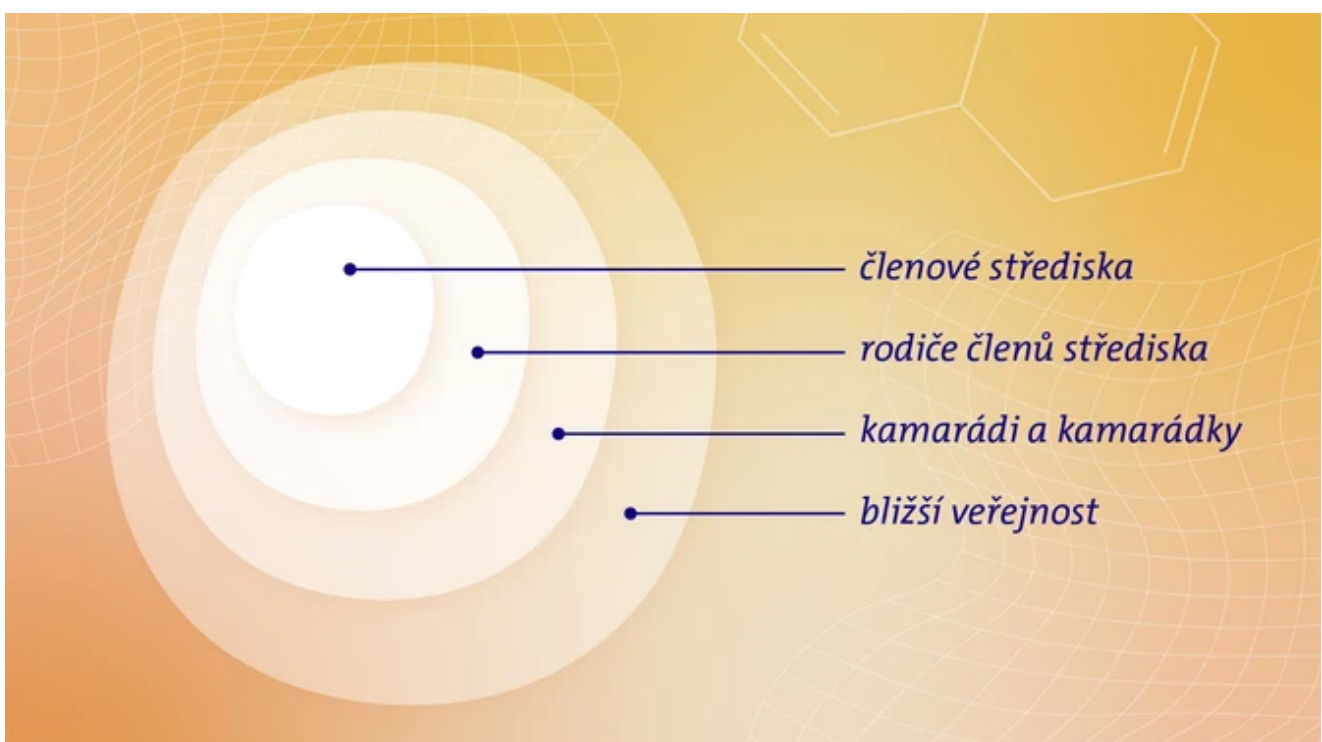 členové střediska
rodiče členů střediska
kamarádi a kamarádky
bližší veřejnost